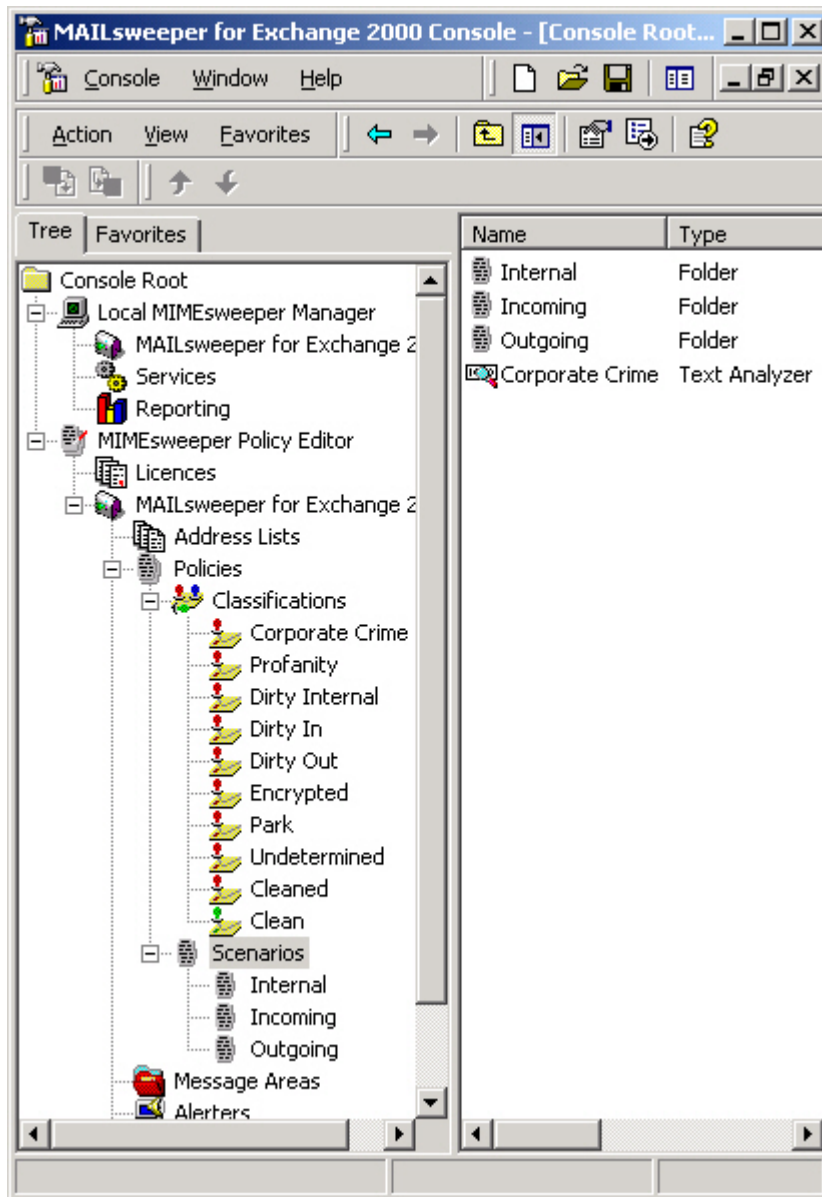 MAILsweeper for Exchange 2000 Console - [Console Root...
Console Window Help
Action View Favorites
Tree Favorites
Name Type
Console Root
Local MIMEsweeper Manager
MAILsweeper for Exchange 2
Services
Reporting
MIMEsweeper Policy Editor
Licences
MAILsweeper for Exchange 2
Address Lists
Policies
Classifications
Corporate Crime
Profanity
Dirty Internal
Dirty In
Dirty Out
Encrypted
Park
Undetermined
Cleaned
Clean
Scenarios
Internal
Incoming
Outgoing
Message Areas
Alerters
Internal Folder
Incoming Folder
Outgoing Folder
Corporate Crime Text Analyzer